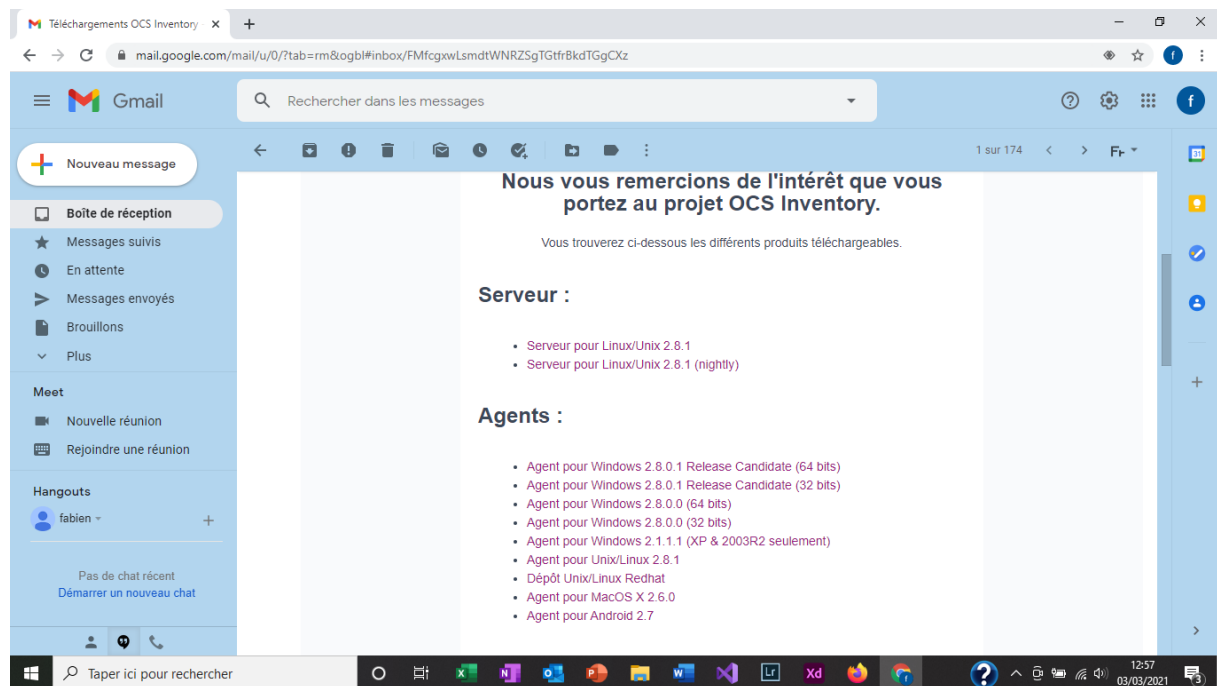 Téléchargements OCS Inventory
mail.google.com/mail/u/0/?tab=rm&ogbl#inbox/FMfcgxwLsmdtWNRZSgTGtfrBkdTGgCXz
f
Gmail
Rechercher dans les messages
f
Nouveau message
1 sur 174
31
Boîte de réception
Messages suivis
En attente
Messages envoyés
Brouillons
Plus
Meet
Nouvelle réunion
Rejoindre une réunion
Hangouts
fabien
Pas de chat récent
Démarrer un nouveau chat
Nous vous remercions de l'intérêt que vous
portez au projet OCS Inventory.
Vous trouverez ci-dessous les différents produits téléchargeables.
Serveur :
Serveur pour Linux/Unix 2.8.1
Serveur pour Linux/Unix 2.8.1 (nightly)
Agents :
Agent pour Windows 2.8.0.1 Release Candidate (64 bits)
Agent pour Windows 2.8.0.1 Release Candidate (32 bits)
Agent pour Windows 2.8.0.0 (64 bits)
Agent pour Windows 2.8.0.0 (32 bits)
Agent pour Windows 2.1.1.1 (XP & 2003R2 seulement)
Agent pour Unix/Linux 2.8.1
Dépôt Unix/Linux Redhat
Agent pour MacOS X 2.6.0
Agent pour Android 2.7
Taper ici pour rechercher
Lr
Xd
12:57
03/03/2021
3